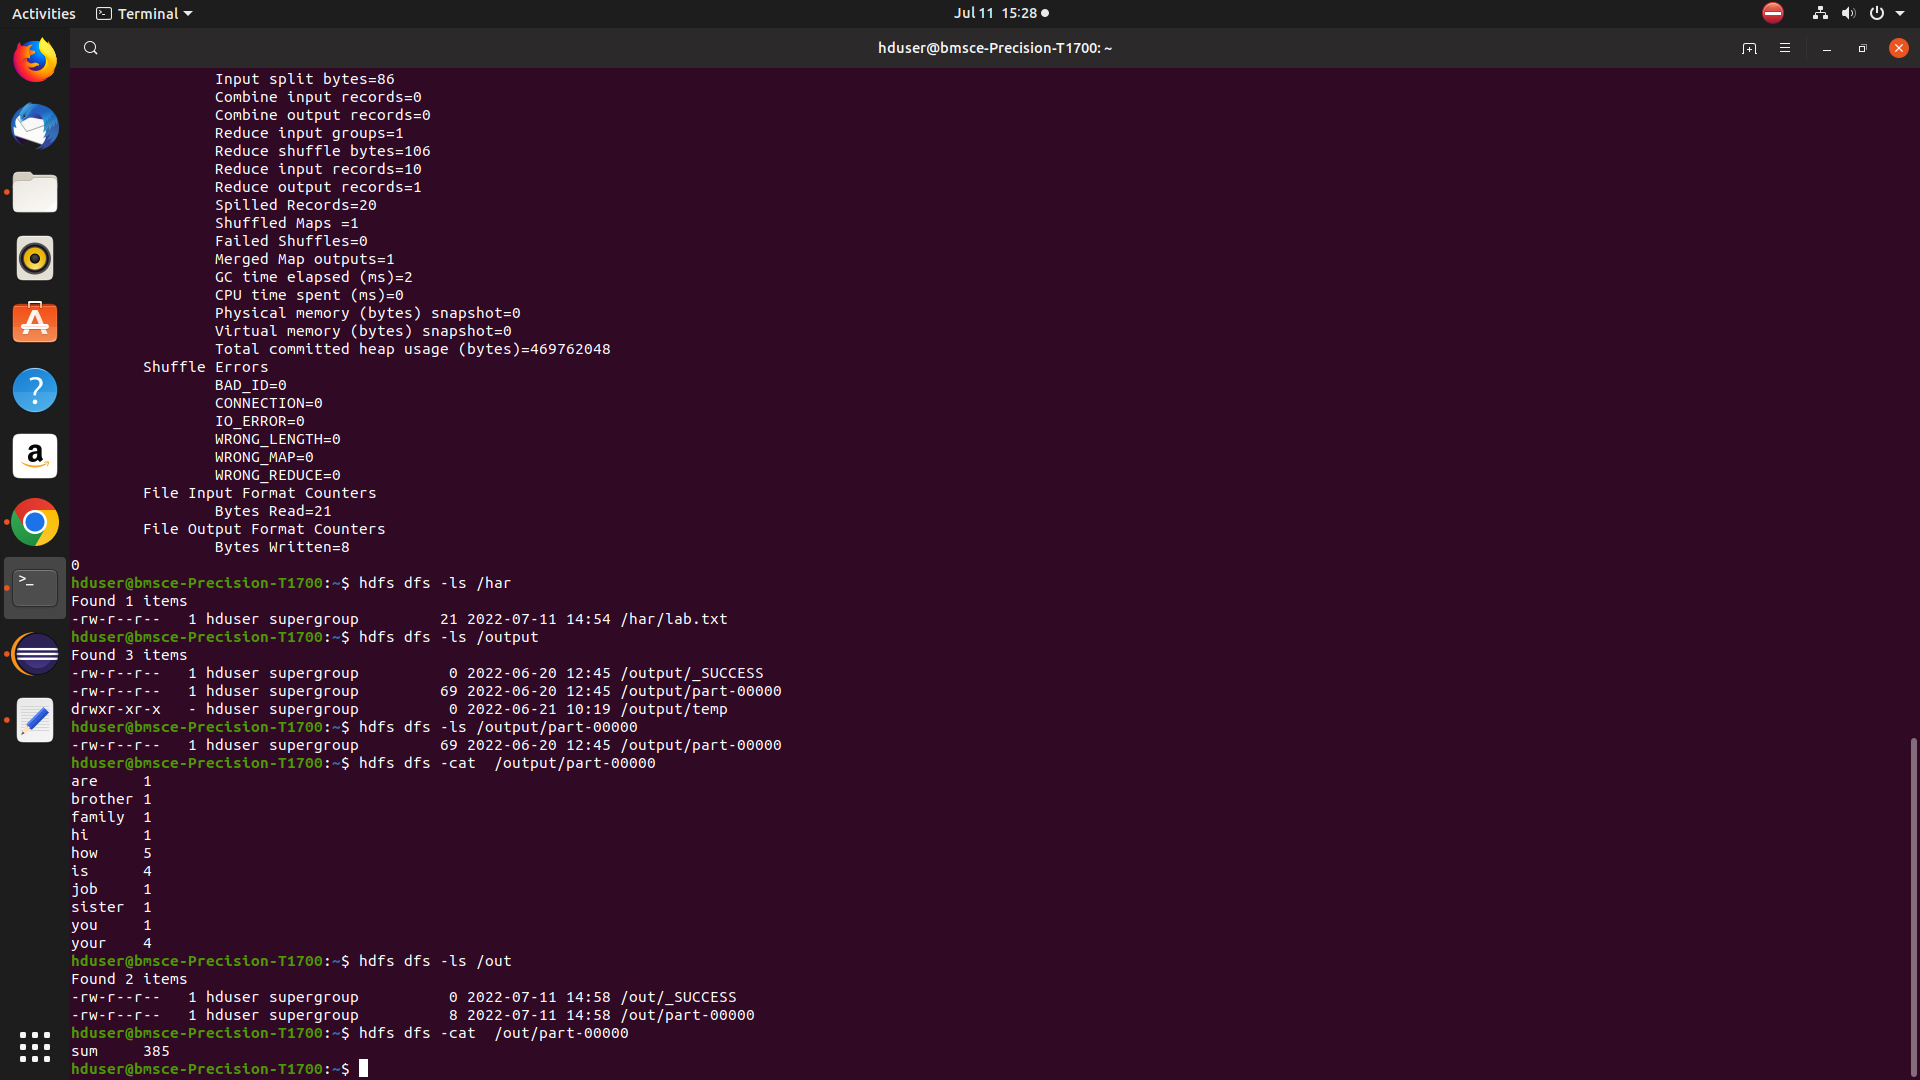 Activities
Terminal
Jul 11 15:28
hduser@bmsce-Precision-T1700: ~
Input split bytes=86
Combine input records=0
Combine output records=0
Reduce input groups=1
Reduce shuffle bytes=106
Reduce input records=10
Reduce output records=1
Spilled Records=20
Shuffled Maps =1
Failed Shuffles=0
Merged Map outputs=1
GC time elapsed (ms)=2
CPU time spent (ms)=0
Physical memory (bytes) snapshot=0
Virtual memory (bytes) snapshot=0
Total committed heap usage (bytes)=469762048
Shuffle Errors
BAD_ID=0
CONNECTION=0
IO_ERROR=0
WRONG_LENGTH=0
WRONG_MAP=0
WRONG_REDUCE=0
File Input Format Counters
Bytes Read=21
File Output Format Counters
Bytes Written=8
0
hduser@bmsce-Precision-T1700:~$ hdfs dfs -ls /har
Found 1 items
-rw-r--r--   1 hduser supergroup         21 2022-07-11 14:54 /har/lab.txt
hduser@bmsce-Precision-T1700:~$ hdfs dfs -ls /output
Found 3 items
-rw-r--r--   1 hduser supergroup          0 2022-06-20 12:45 /output/_SUCCESS
-rw-r--r--   1 hduser supergroup         69 2022-06-20 12:45 /output/part-00000
drwxr-xr-x   - hduser supergroup          0 2022-06-21 10:19 /output/temp
hduser@bmsce-Precision-T1700:~$ hdfs dfs -ls /output/part-00000
-rw-r--r--   1 hduser supergroup         69 2022-06-20 12:45 /output/part-00000
hduser@bmsce-Precision-T1700:~$ hdfs dfs -cat  /output/part-00000
are     1
brother 1
family  1
hi      1
how     5
is      4
job     1
sister  1
you     1
your    4
hduser@bmsce-Precision-T1700:~$ hdfs dfs -ls /out
Found 2 items
-rw-r--r--   1 hduser supergroup          0 2022-07-11 14:58 /out/_SUCCESS
-rw-r--r--   1 hduser supergroup          8 2022-07-11 14:58 /out/part-00000
hduser@bmsce-Precision-T1700:~$ hdfs dfs -cat  /out/part-00000
sum     385
hduser@bmsce-Precision-T1700:~$